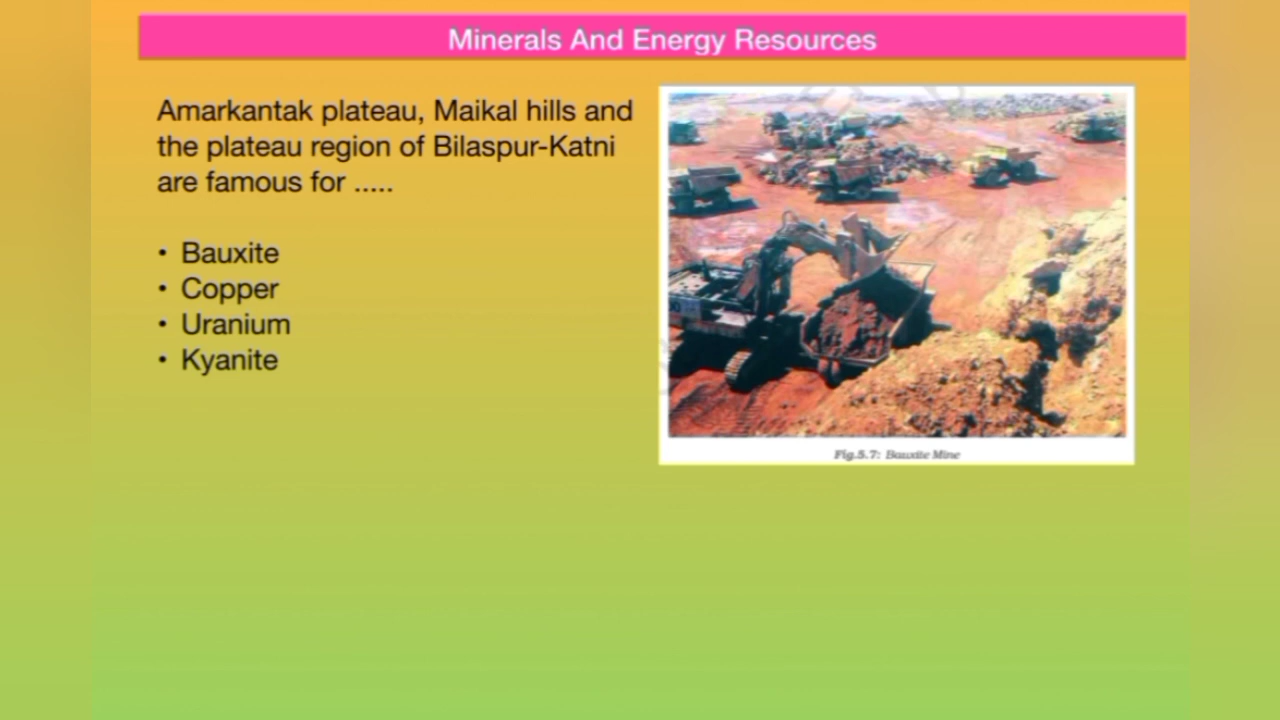 Minerals And Energy Resources
Amarkantak plateau, Maikal hills and
the plateau region of Bilaspur-Katni
are famous for .....
• Bauxite
• Copper
• Uranium
• Kyanite
Fig.5.7: Bauxite Mine